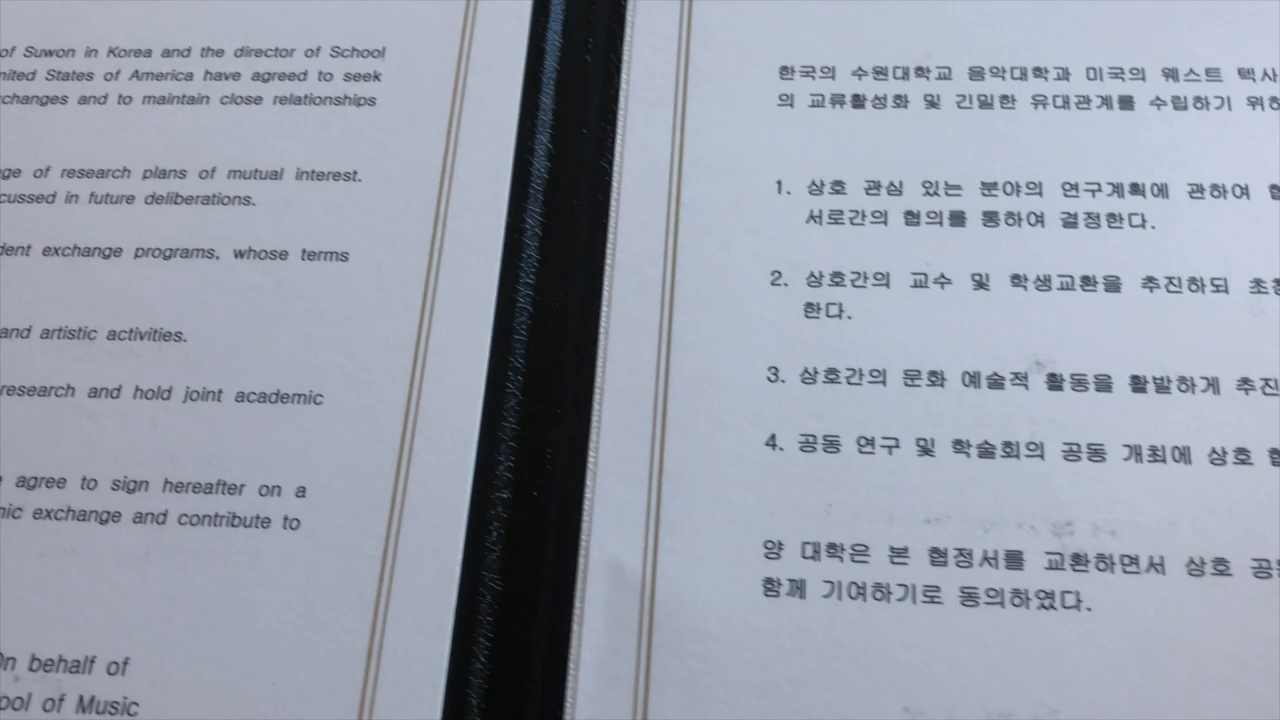 of Suwon in Korea and the director of School
United States of America have agreed to seek
changes and to maintain close relationships
of research plans of mutual interest.
in future deliberations.
exchange programs, whose terms
and artistic activities.
research and hold joint academic
agree to sign hereafter on a
exchange and contribute to
On behalf of
of Music
한국의 수원대학교 음악대학과 미국의 웨스트
의 교류활성화 및 긴밀한 유대관계를 수립하기
1. 상호 관심 있는 분야의 연구계획에 관하여
서로간의 협의를 통하여 결정한다.
2. 상호간의 교수 및 학생교환을 추진하되
한다.
3. 상호간의 문화 예술적 활동을 활발하게 추진
4. 공동 연구 및 학술회의 공동 개최에 상호
양 대학은 본 협정서를 교환하면서 상호
함께 기여하기로 동의하였다.